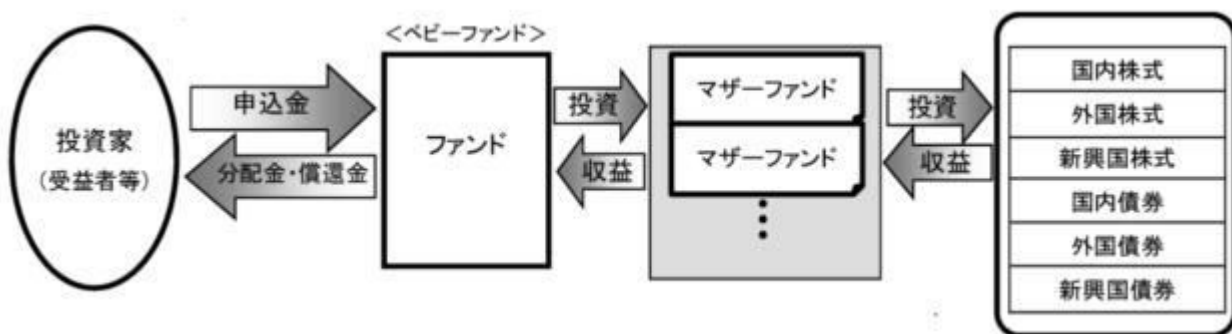 投資家
(受益者等)
申込金
分配金・償還金
＜ベビーファンド＞
ファンド
投資
収益
マザーファンド
マザーファンド
投資
収益
国内株式
外国株式
新興国株式
国内債券
外国債券
新興国債券